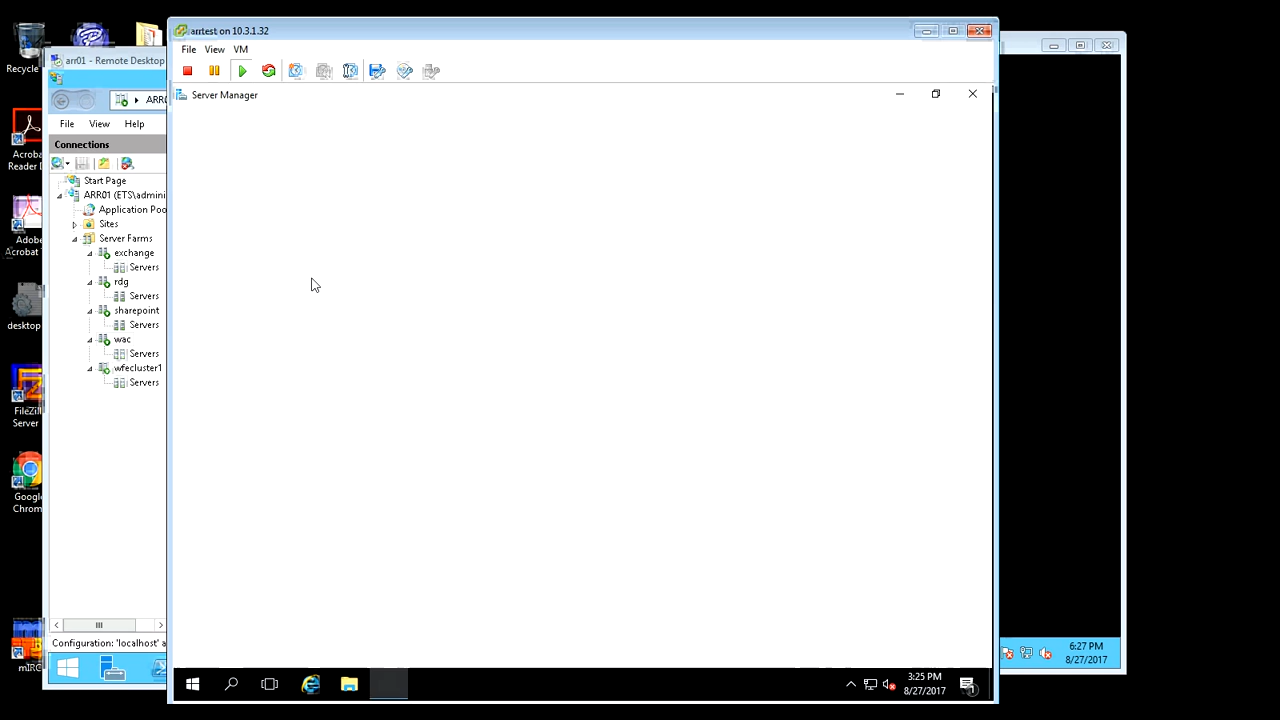 Recycle
Acroba
Reader D
Adobe
Acrobat
desktop
FileZill
Server
Google
Chrom
mIRC
arr01 - Remote Desktop
ARR0
File View Help
Connections
Start Page
ARR01 (ETS\admini
Application Poo
Sites
Server Farms
exchange
Servers
rdg
Servers
sharepoint
Servers
wac
Servers
wfecluster1
Servers
Configuration: 'localhost' a
arrtest on 10.3.1.32
File View VM
Server Manager
3:25 PM
8/27/2017
1
6:27 PM
8/27/2017